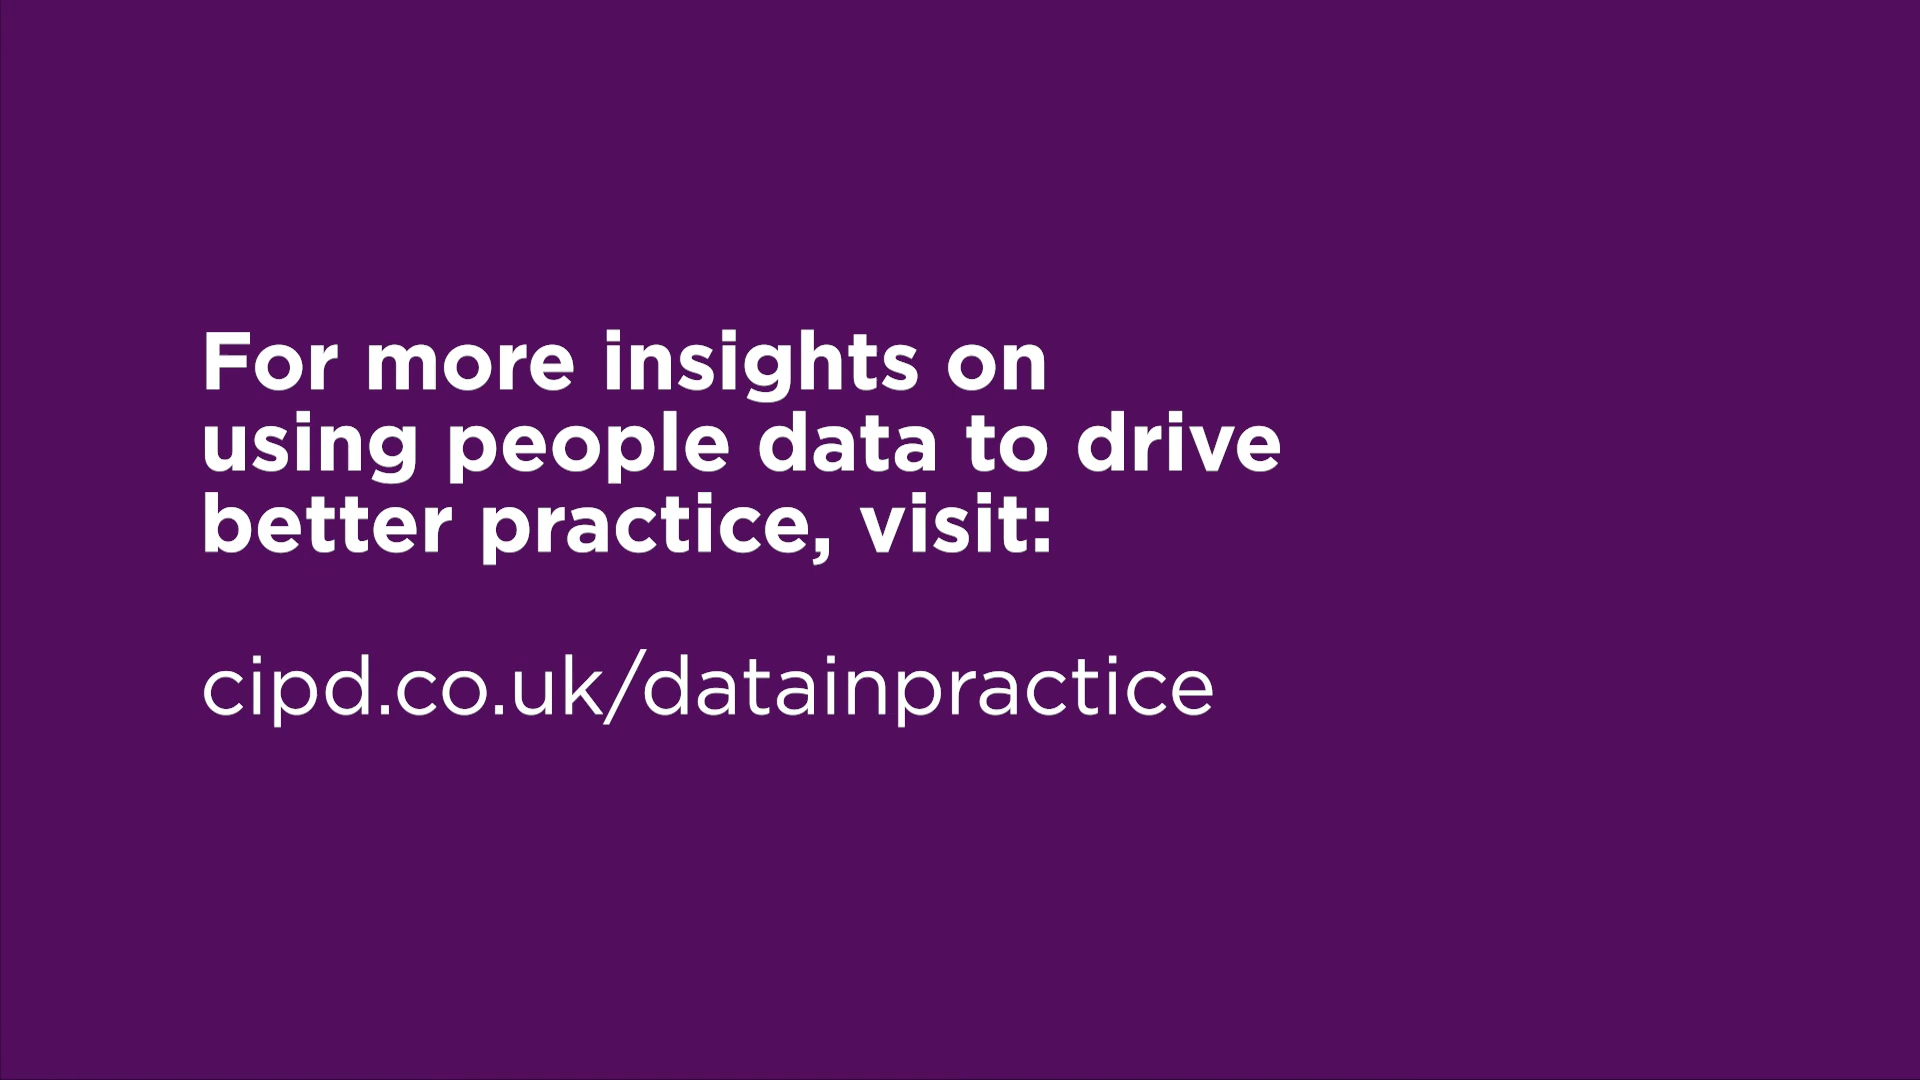 For more insights on
using people data to drive
better practice, visit:
cipd.co.uk/datainpractice